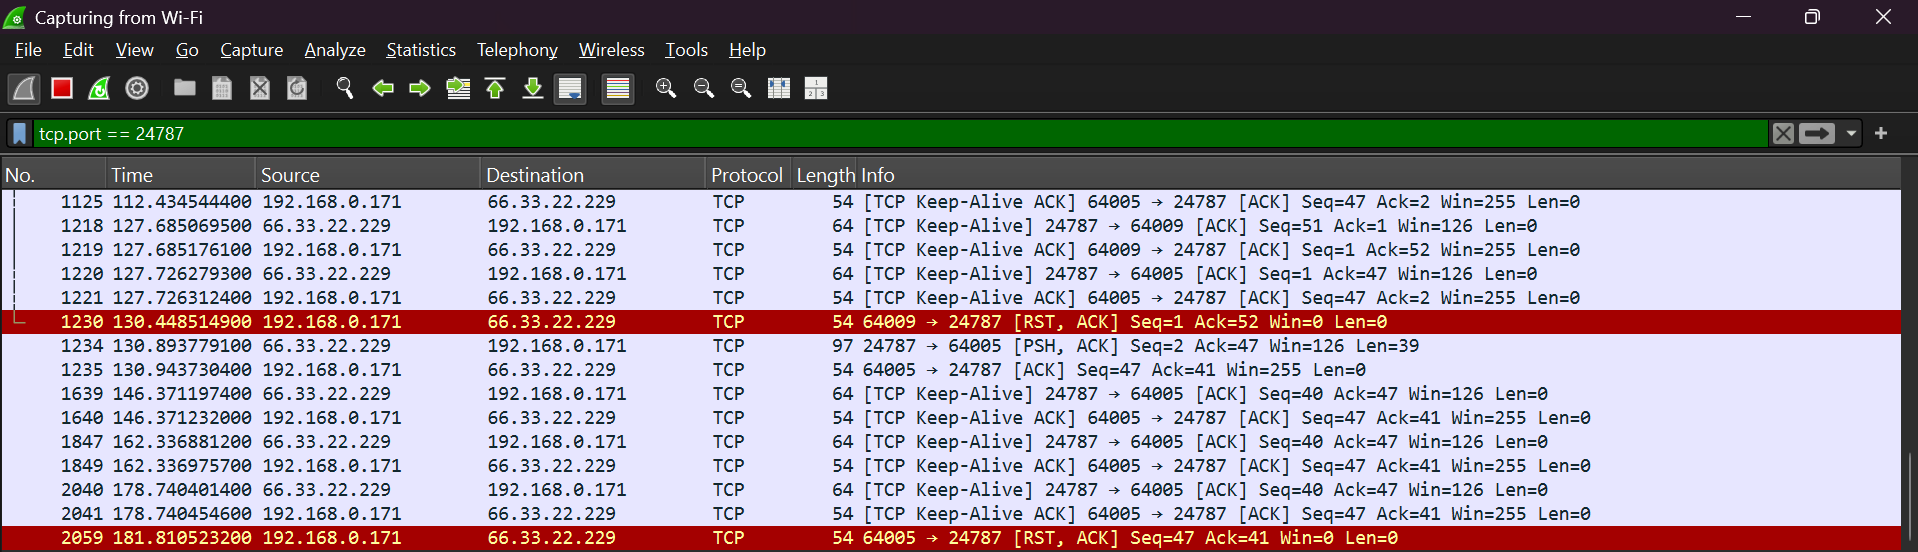 Capturing from Wi-Fi
File Edit View Go Capture Analyze Statistics Telephony Wireless Tools Help
tcp.port == 24787
No. Time Source Destination Protocol Length Info
1125 112.434544400 192.168.0.171 66.33.22.229 TCP 54 [TCP Keep-Alive ACK] 64005 → 24787 [ACK] Seq=47 Ack=2 Win=255 Len=0
1218 127.685069500 66.33.22.229 192.168.0.171 TCP 64 [TCP Keep-Alive] 24787 → 64009 [ACK] Seq=51 Ack=1 Win=126 Len=0
1219 127.685176100 192.168.0.171 66.33.22.229 TCP 54 [TCP Keep-Alive ACK] 64009 → 24787 [ACK] Seq=1 Ack=52 Win=255 Len=0
1220 127.726279300 66.33.22.229 192.168.0.171 TCP 64 [TCP Keep-Alive] 24787 → 64005 [ACK] Seq=1 Ack=47 Win=126 Len=0
1221 127.726312400 192.168.0.171 66.33.22.229 TCP 54 [TCP Keep-Alive ACK] 64005 → 24787 [ACK] Seq=47 Ack=2 Win=255 Len=0
1230 130.448514900 192.168.0.171 66.33.22.229 TCP 54 64009 → 24787 [RST, ACK] Seq=1 Ack=52 Win=0 Len=0
1234 130.893779100 66.33.22.229 192.168.0.171 TCP 97 24787 → 64005 [PSH, ACK] Seq=2 Ack=47 Win=126 Len=39
1235 130.943730400 192.168.0.171 66.33.22.229 TCP 54 64005 → 24787 [ACK] Seq=47 Ack=41 Win=255 Len=0
1639 146.371197400 66.33.22.229 192.168.0.171 TCP 64 [TCP Keep-Alive] 24787 → 64005 [ACK] Seq=40 Ack=47 Win=126 Len=0
1640 146.371232000 192.168.0.171 66.33.22.229 TCP 54 [TCP Keep-Alive ACK] 64005 → 24787 [ACK] Seq=47 Ack=41 Win=255 Len=0
1847 162.336881200 66.33.22.229 192.168.0.171 TCP 64 [TCP Keep-Alive] 24787 → 64005 [ACK] Seq=40 Ack=47 Win=126 Len=0
1849 162.336975700 192.168.0.171 66.33.22.229 TCP 54 [TCP Keep-Alive ACK] 64005 → 24787 [ACK] Seq=47 Ack=41 Win=255 Len=0
2040 178.740401400 66.33.22.229 192.168.0.171 TCP 64 [TCP Keep-Alive] 24787 → 64005 [ACK] Seq=40 Ack=47 Win=126 Len=0
2041 178.740454600 192.168.0.171 66.33.22.229 TCP 54 [TCP Keep-Alive ACK] 64005 → 24787 [ACK] Seq=47 Ack=41 Win=255 Len=0
2059 181.810523200 192.168.0.171 66.33.22.229 TCP 54 64005 → 24787 [RST, ACK] Seq=47 Ack=41 Win=0 Len=0